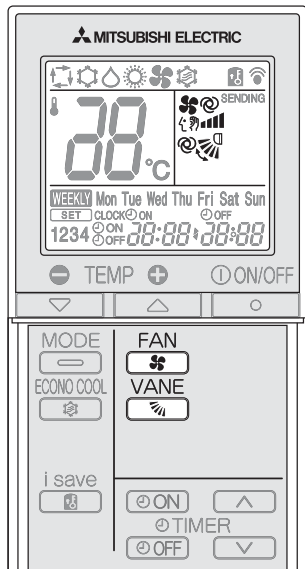 MITSUBISHI ELECTRIC
SENDING
88°C
WEEKLY Mon Tue Wed Thu Fri Sat Sun
SET CLOCK ON OFF
1234 ON OFF 88:88 88:88
TEMP ON/OFF
MODE FAN
ECONO COOL VANE
i save
ON
TIMER
OFF